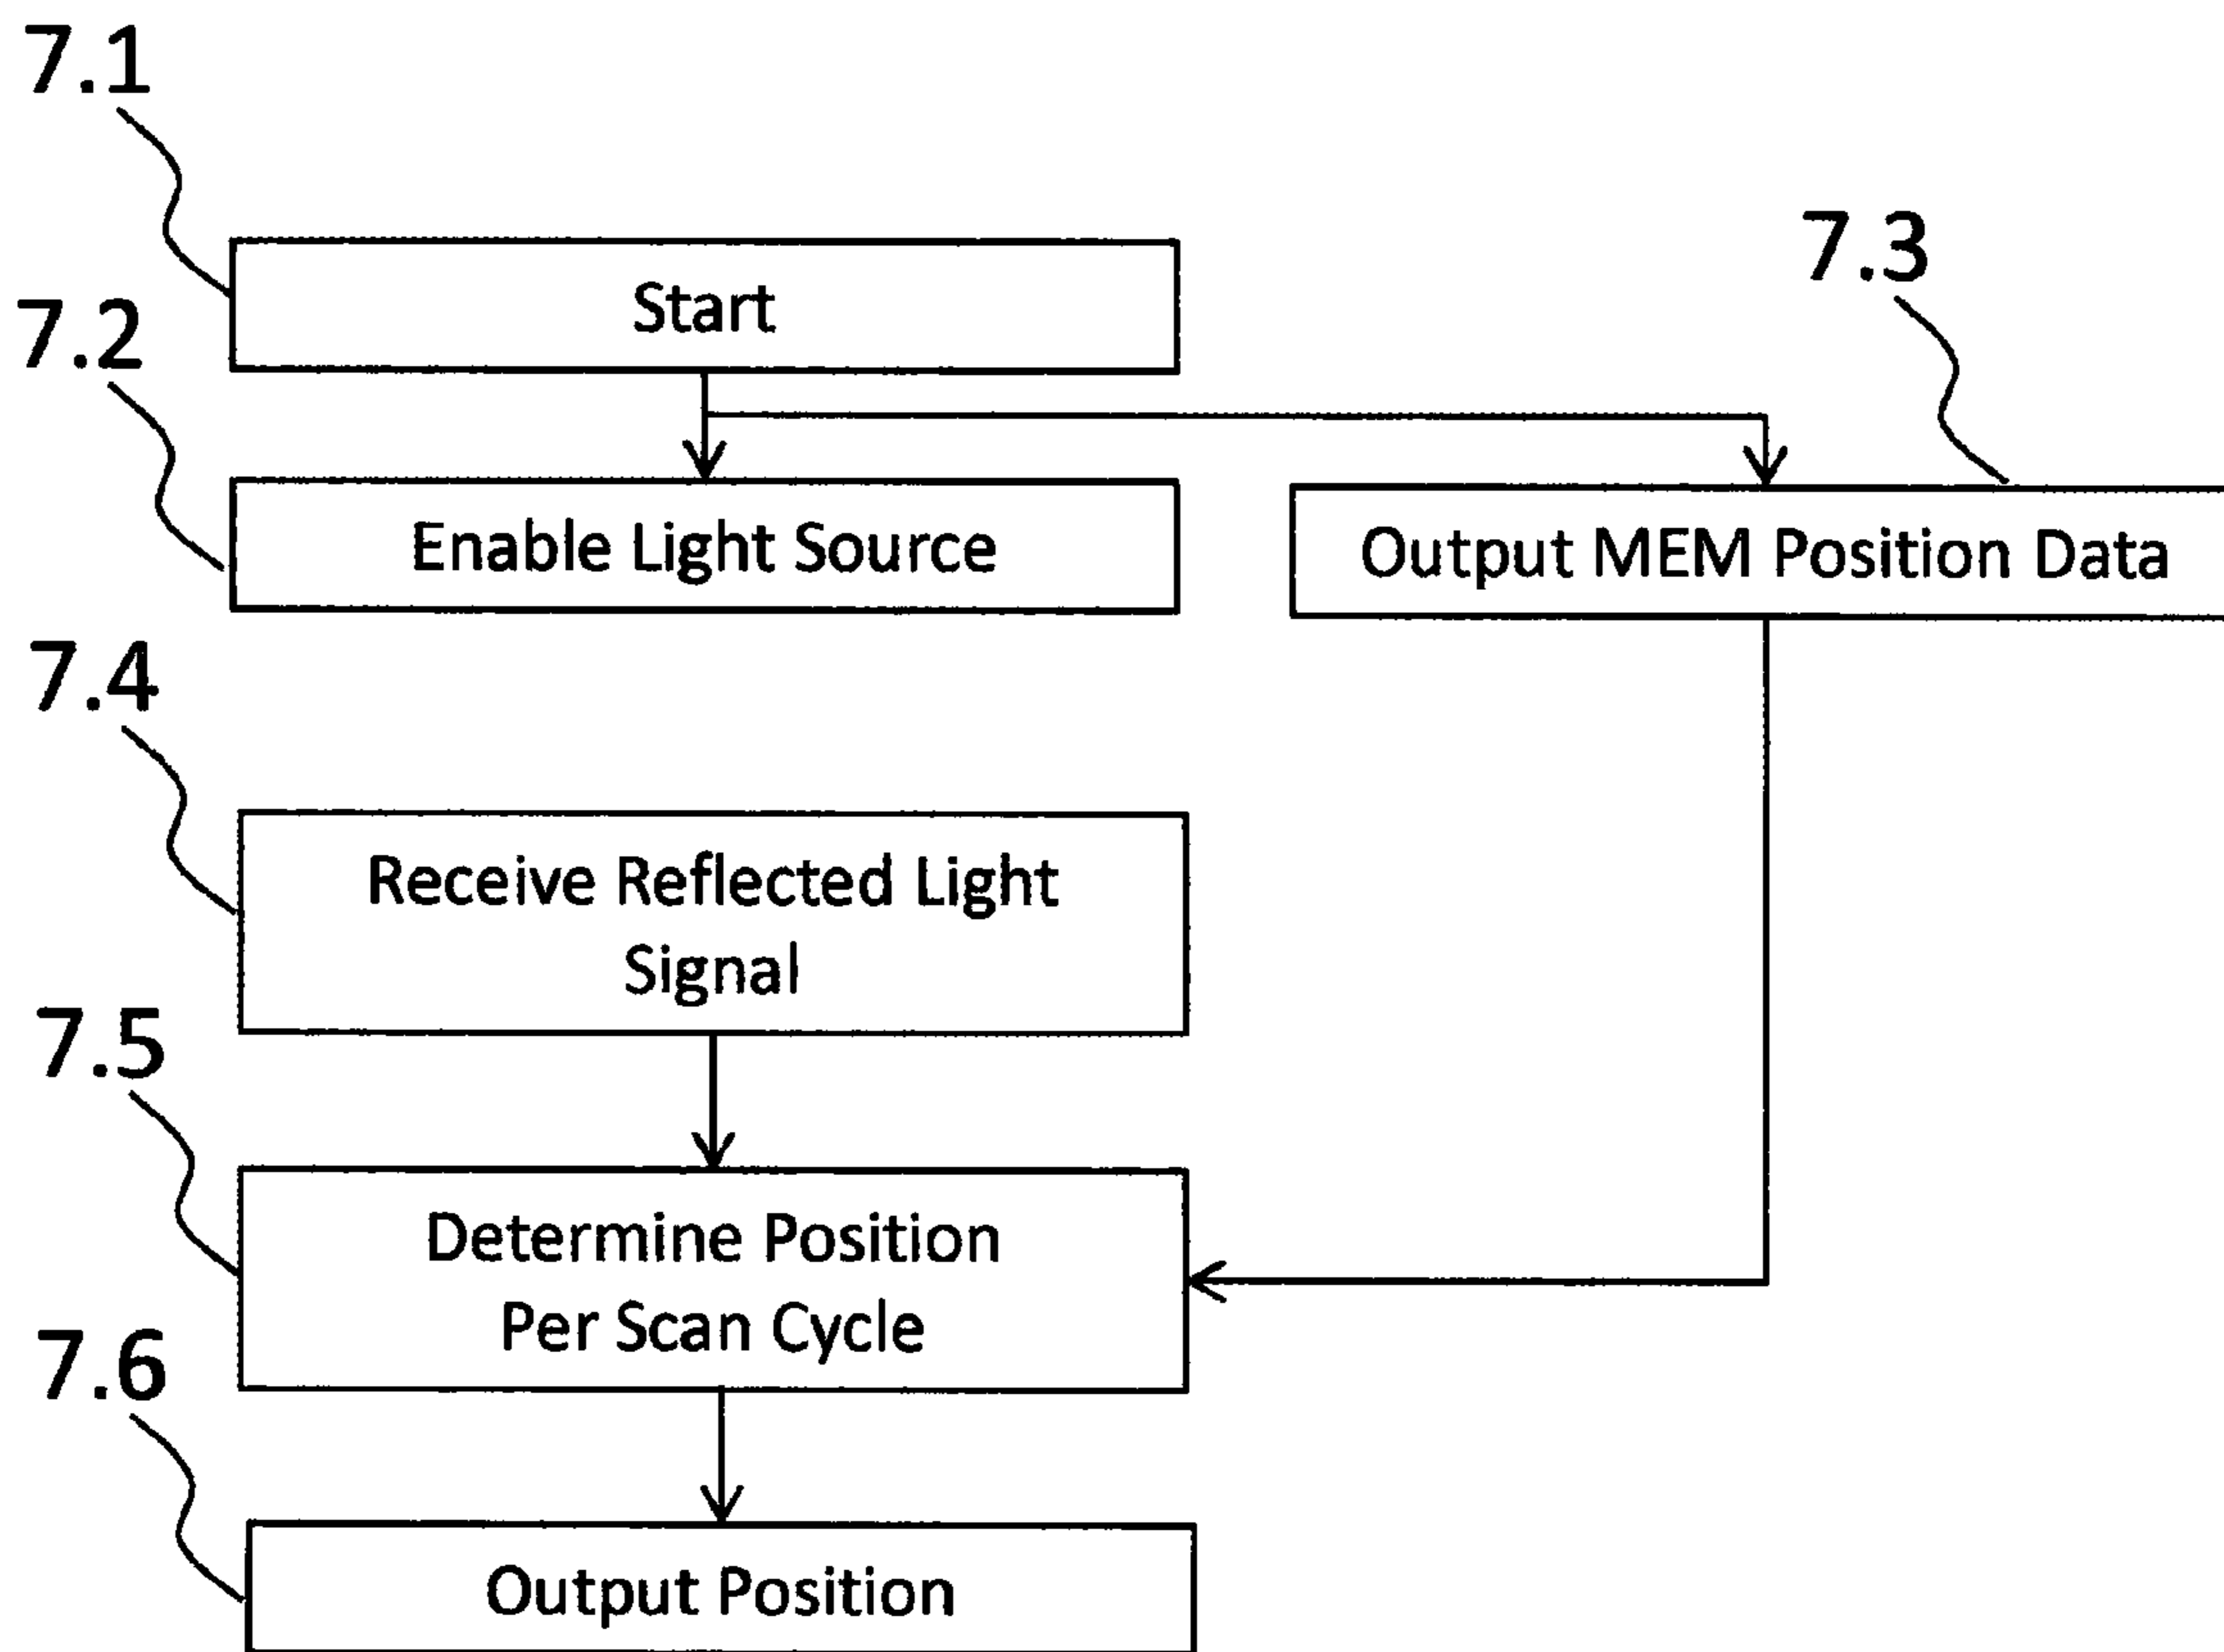 7.1
Start
7.2
7.3
Enable Light Source
Output MEM Position Data
7.4
Receive Reflected Light
Signal
7.5
Determine Position
Per Scan Cycle
7.6
Output Position